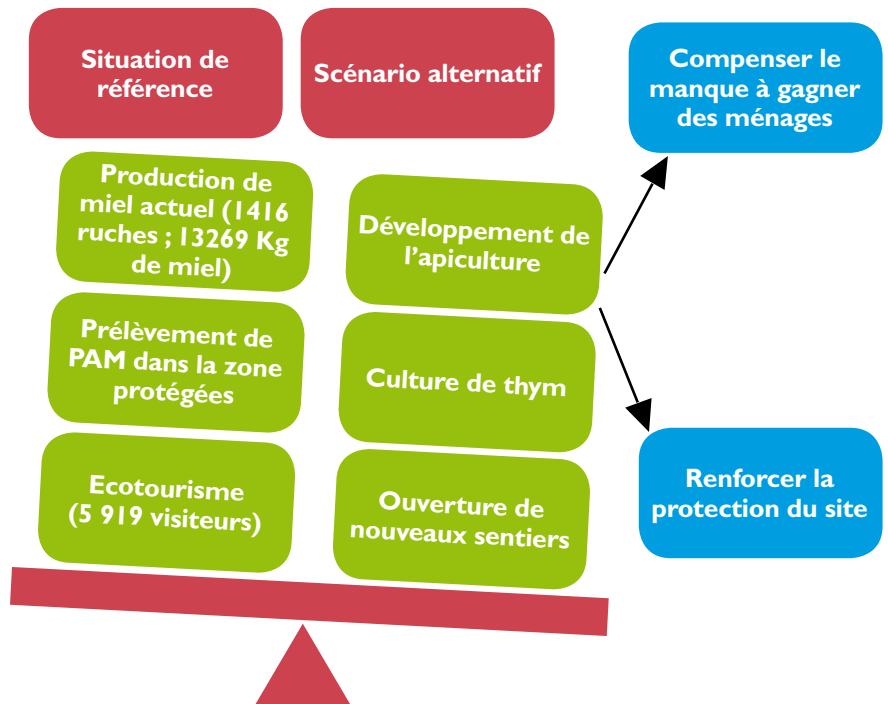 Situation de
référence
Scénario alternatif
Compenser le
manque à gagner
des ménages
Production de
miel actuel (1416
ruches ; 13269 Kg
de miel)
Développement de
l'apiculture
Prélèvement de
PAM dans la zone
protégées
Culture de thym
Ecotourisme
(5 919 visiteurs)
Ouverture de
nouveaux sentiers
Renforcer la
protection du site